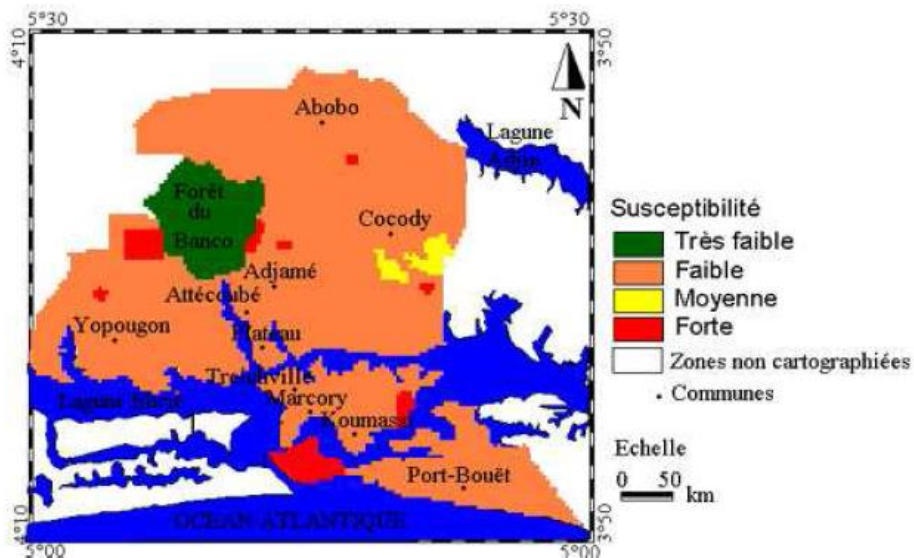 5°30
5°30
4°10
3°50
N
Abobo
Lagune
Adjin
Forêt
du
Banco
Cocody
Adjamé
Attécoubé
Plateau
Yopougon
Treichville
Marcory
Lagune Ebrié
Koumassi
Port-Bouët
OCEAN ATLANTIQUE
4°10
3°50
5°00
5°00
Susceptibilité
Très faible
Faible
Moyenne
Forte
Zones non cartographiées
Communes
Echelle
0 50
km